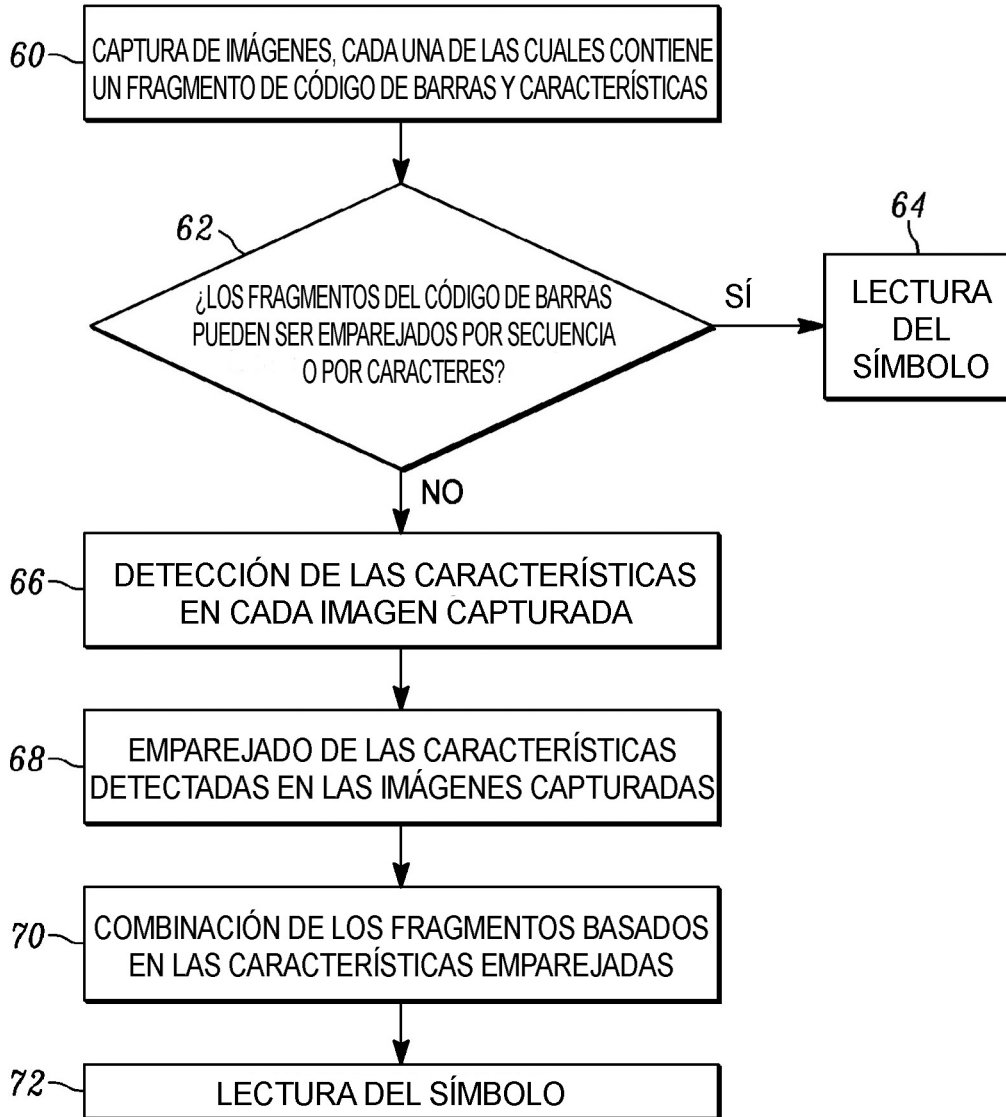 60
CAPTURA DE IMÁGENES, CADA UNA DE LAS CUALES CONTIENE
UN FRAGMENTO DE CÓDIGO DE BARRAS Y CARACTERÍSTICAS
62
¿LOS FRAGMENTOS DEL CÓDIGO DE BARRAS
PUEDEN SER EMPAREJADOS POR SECUENCIA
O POR CARACTERES?
SÍ
64
LECTURA
DEL
SÍMBOLO
NO
66
DETECCIÓN DE LAS CARACTERÍSTICAS
EN CADA IMAGEN CAPTURADA
68
EMPAREJADO DE LAS CARACTERÍSTICAS
DETECTADAS EN LAS IMÁGENES CAPTURADAS
70
COMBINACIÓN DE LOS FRAGMENTOS BASADOS
EN LAS CARACTERÍSTICAS EMPAREJADAS
72
LECTURA DEL SÍMBOLO